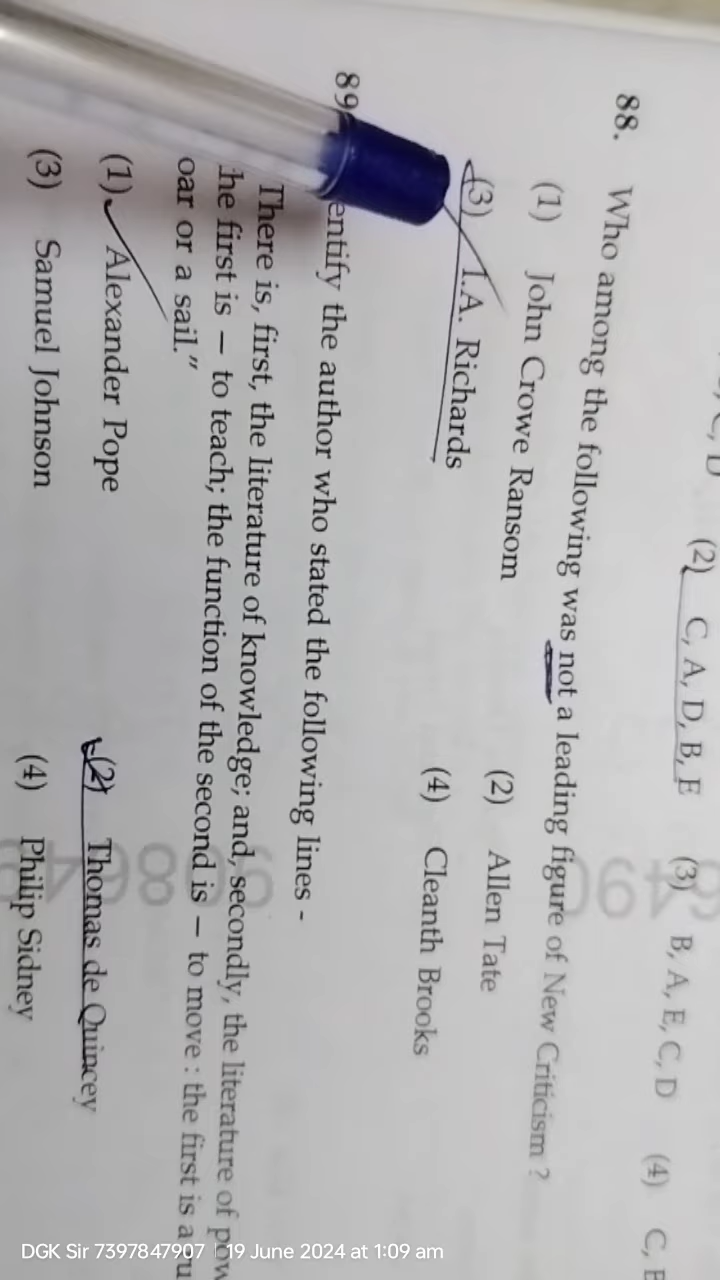 (2) C, A, D, B, E (3) B, A, E, C, D (4) C,
88. Who among the following was not a leading figure of New Criticism ?
(1) John Crowe Ransom (2) Allen Tate
(3) I.A. Richards (4) Cleanth Brooks
89 entify the author who stated the following lines -
There is, first, the literature of knowledge; and, secondly, the literature of pow
he first is – to teach; the function of the second is – to move : the first is a ru
oar or a sail."
(1) Alexander Pope (2) Thomas de Quincey
(3) Samuel Johnson (4) Philip Sidney
DGK Sir 7397847907 | 19 June 2024 at 1:09 am